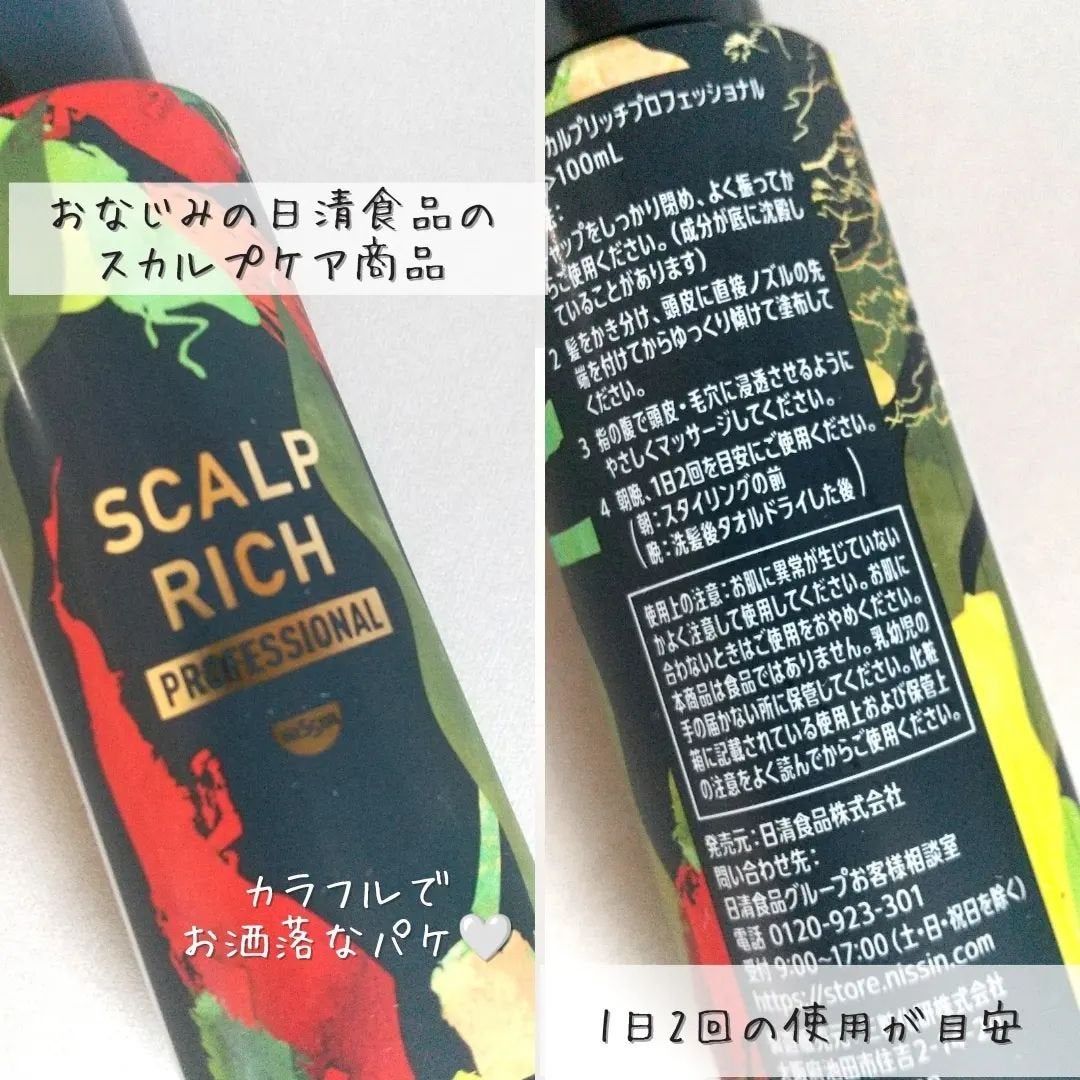 おなじみの日清食品の
スカルプケア商品
SCALP
RICH
PROFESSIONAL
NISSIN
カラフルで
お洒落なパケ🤍
カルプリッチプロフェッショナル
>100mL
ャップをしっかり閉め、よく振ってか
らご使用ください。(成分が底に沈殿し
ていることがあります)
2 髪をかき分け、頭皮に直接ノズルの先
端を付けてからゆっくり傾けて塗布して
ください。
3 指の腹で頭皮・毛穴に浸透させるように
やさしくマッサージしてください。
4 朝晩、1日2回を目安にご使用ください。
(朝:スタイリングの前
晩:洗髪後タオルドライした後)
使用上の注意:お肌に異常が生じていない
かよく注意して使用してください。お肌に
合わないときはご使用をおやめください。
本商品は食品ではありません。乳幼児の
手の届かない所に保管してください。化粧
箱に記載されている使用上および保管上
の注意をよく読んでからご使用ください。
発売元:日清食品株式会社
問い合わせ先:
日清食品グループお客様相談室
電話 0120-923-301
受付 9:00~17:00(土・日・祝日を除く)
https://store.nissin.com
研株式会社
大阪府池田市住吉2-1
1日2回の使用が目安